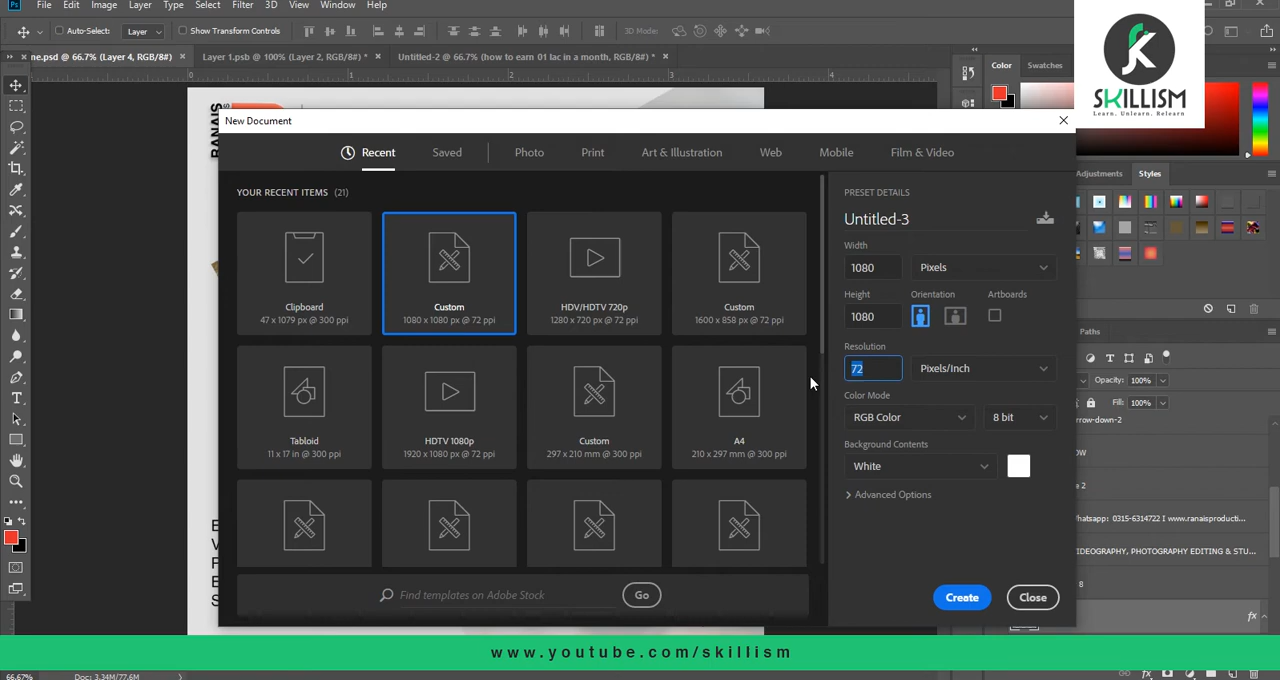 Ps File Edit Image Layer Type Select Filter 3D View Window Help
Auto-Select: Layer Show Transform Controls 3D Mode:
ne.psd @ 66.7% (Layer 4, RGB/8#) × Layer 1.psb @ 100% (Layer 2, RGB/8#) * × Untitled-2 @ 66.7% (how to earn 01 lac in a month, RGB/8#) * ×
0 1 2 3 4
SKILLISM
Learn. Unlearn. Relearn
Color Swatches
RANAIS
New Document
Recent Saved Photo Print Art & Illustration Web Mobile Film & Video
YOUR RECENT ITEMS (21)
Clipboard
47 x 1079 px @ 300 ppi
Custom
1080 x 1080 px @ 72 ppi
HDV/HDTV 720p
1280 x 720 px @ 72 ppi
Custom
1600 x 858 px @ 72 ppi
Tabloid
11 x 17 in @ 300 ppi
HDTV 1080p
1920 x 1080 px @ 72 ppi
Custom
297 x 210 mm @ 300 ppi
A4
210 x 297 mm @ 300 ppi
Find templates on Adobe Stock Go
PRESET DETAILS
Untitled-3
Width
1080 Pixels
Height Orientation Artboards
1080
Resolution
72 Pixels/Inch
Color Mode
RGB Color 8 bit
Background Contents
White
Advanced Options
Create Close
Adjustments Styles
Paths
Opacity: 100%
Fill: 100%
rrow-down-2
OW
e 2
hatsapp: 0315-6314722 I www.ranaisproducti...
IDEOGRAPHY, PHOTOGRAPHY EDITING & STU...
8
fx
E
V
F
E
S
www.youtube.com/skillism
66.67% Doc: 3.34M/77.6M